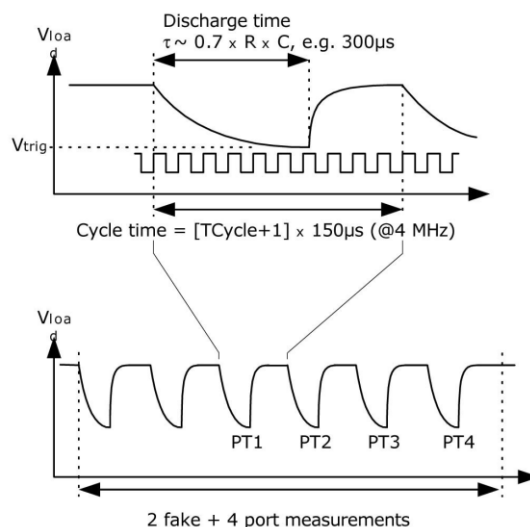 Discharge time
τ~ 0.7 x R x C, e.g. 300µs
Vloa
d
Vtrig
Cycle time = [TCycle+1] x 150µs (@4 MHz)
Vloa
d
PT1 PT2 PT3 PT4
2 fake + 4 port measurements